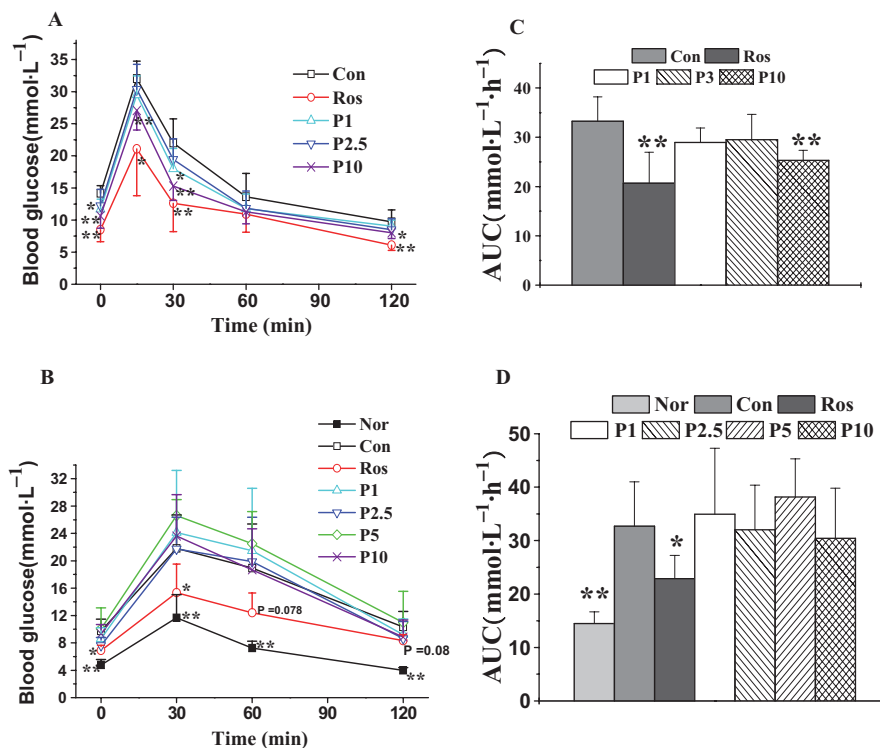 A
Blood glucose(mmol·L⁻¹)
35
30
25
20
15
10
5
0
Con
Ros
P1
P2.5
P10
**
*
*
**
**
*
**
**
*
**
0 30 60 90 120
Time (min)
C
Con Ros
P1 P3 P10
AUC(mmol·L⁻¹·h⁻¹)
50
40
30
20
10
0
**
**
B
Blood glucose(mmol·L⁻¹)
32
28
24
20
16
12
8
4
0
Nor
Con
Ros
P1
P2.5
P5
P10
*
**
*
**
P =0.078
**
P =0.08
**
0 30 60 90 120
Time (min)
D
Nor Con Ros
P1 P2.5 P5 P10
AUC(mmol·L⁻¹·h⁻¹)
50
40
30
20
10
0
**
*